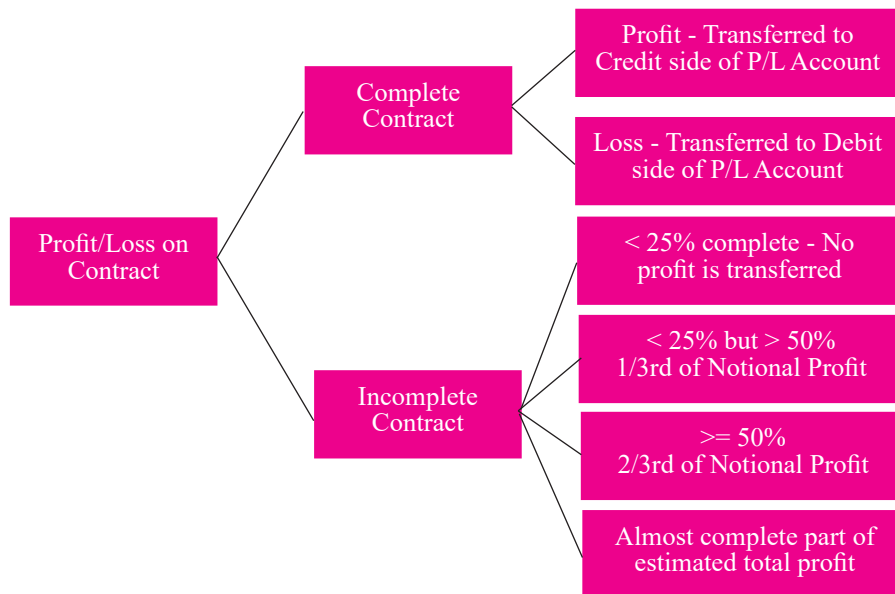 Profit/Loss on
Contract
Complete
Contract
Profit - Transferred to
Credit side of P/L Account
Loss - Transferred to Debit
side of P/L Account
Incomplete
Contract
< 25% complete - No
profit is transferred
< 25% but > 50%
1/3rd of Notional Profit
>= 50%
2/3rd of Notional Profit
Almost complete part of
estimated total profit